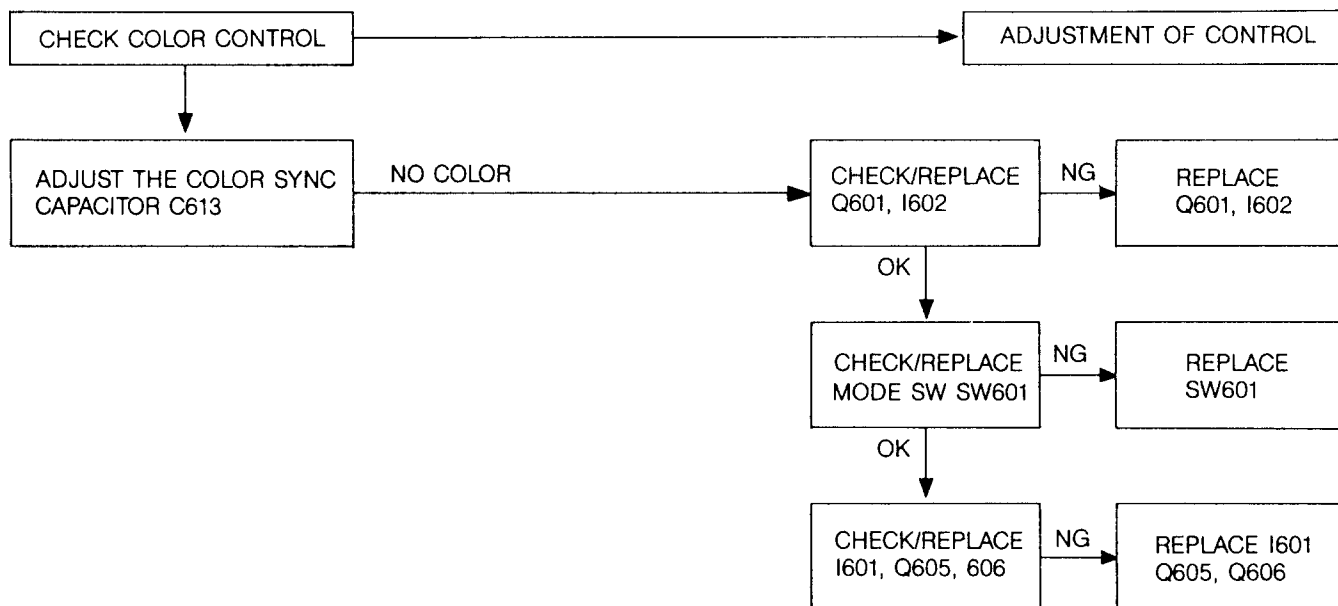 CHECK COLOR CONTROL
ADJUSTMENT OF CONTROL
ADJUST THE COLOR SYNC
CAPACITOR C613
NO COLOR
CHECK/REPLACE
Q601, I602
NG
REPLACE
Q601, I602
OK
CHECK/REPLACE
MODE SW SW601
NG
REPLACE
SW601
OK
CHECK/REPLACE
I601, Q605, 606
NG
REPLACE I601
Q605, Q606